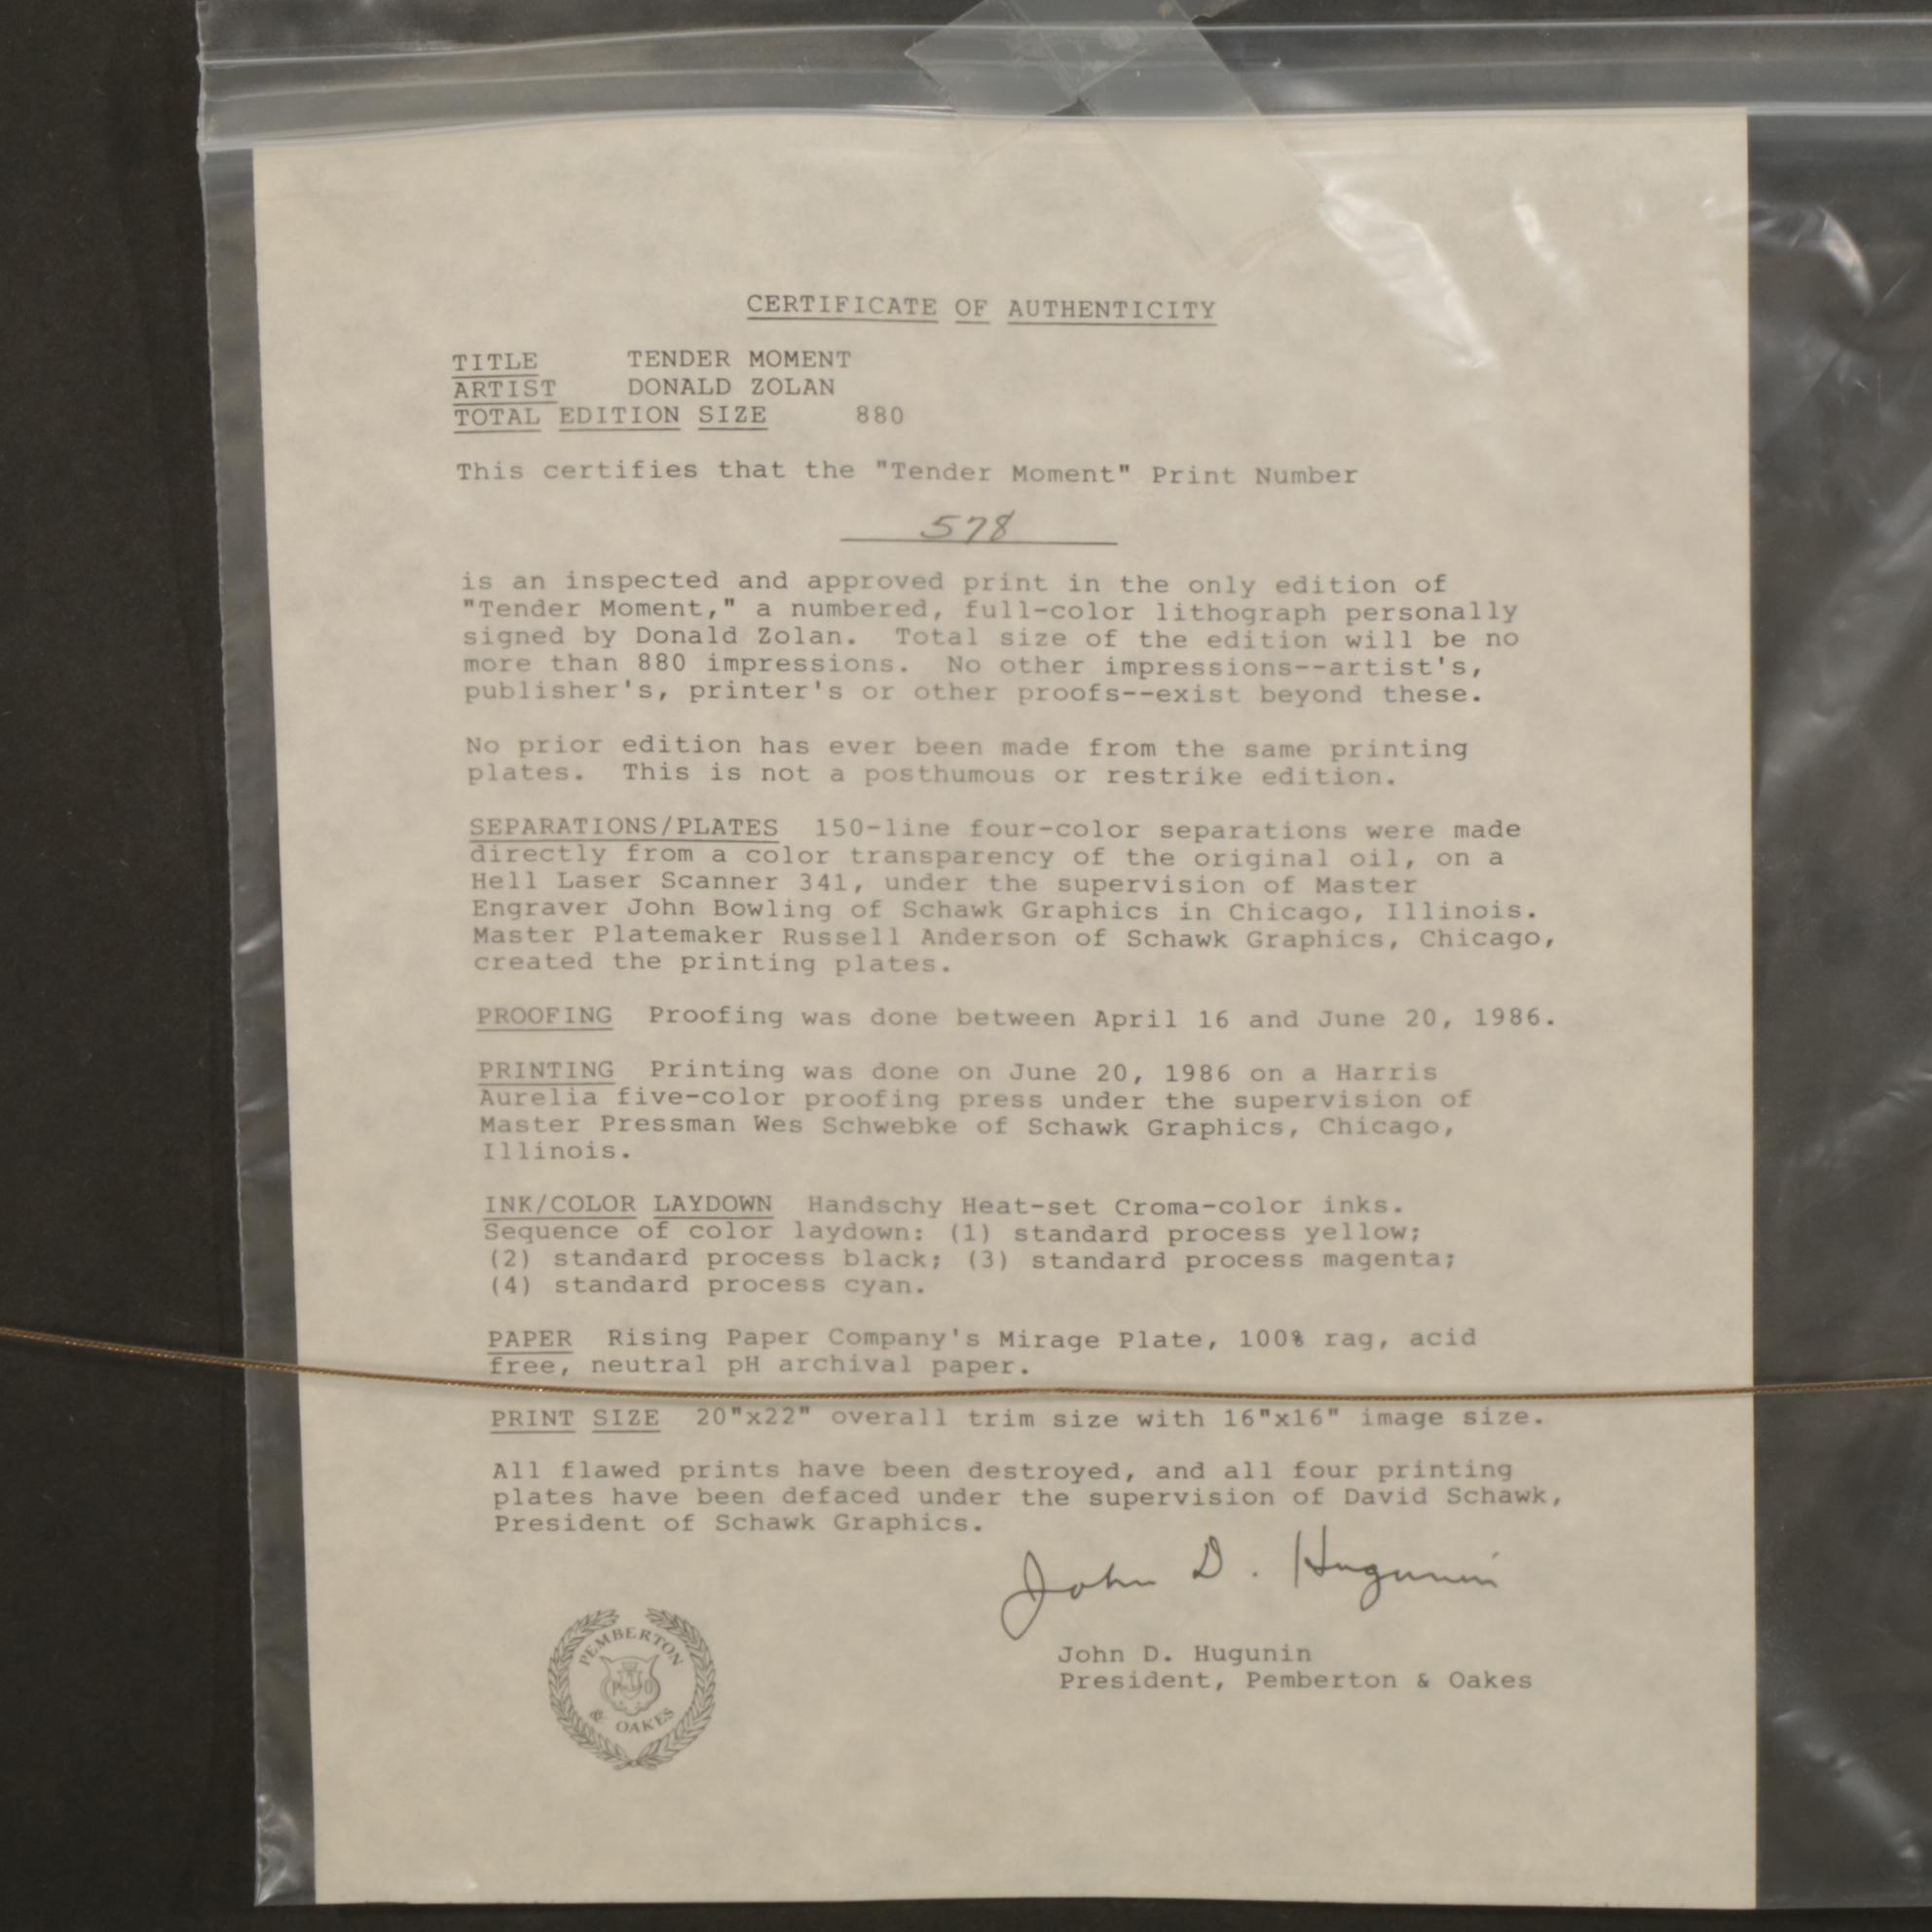 CERTIFICATE OF AUTHENTICITY
TITLE TENDER MOMENT
ARTIST DONALD ZOLAN
TOTAL EDITION SIZE 880
This certifies that the "Tender Moment" Print Number
578
is an inspected and approved print in the only edition of
"Tender Moment," a numbered, full-color lithograph personally
signed by Donald Zolan. Total size of the edition will be no
more than 880 impressions. No other impressions--artist's,
publisher's, printer's or other proofs--exist beyond these.
No prior edition has ever been made from the same printing
plates. This is not a posthumous or restrike edition.
SEPARATIONS/PLATES 150-line four-color separations were made
directly from a color transparency of the original oil, on a
Hell Laser Scanner 341, under the supervision of Master
Engraver John Bowling of Schawk Graphics in Chicago, Illinois.
Master Platemaker Russell Anderson of Schawk Graphics, Chicago,
created the printing plates.
PROOFING Proofing was done between April 16 and June 20, 1986.
PRINTING Printing was done on June 20, 1986 on a Harris
Aurelia five-color proofing press under the supervision of
Master Pressman Wes Schwebke of Schawk Graphics, Chicago,
Illinois.
INK/COLOR LAYDOWN Handschy Heat-set Croma-color inks.
Sequence of color laydown: (1) standard process yellow;
(2) standard process black; (3) standard process magenta;
(4) standard process cyan.
PAPER Rising Paper Company's Mirage Plate, 100% rag, acid
free, neutral pH archival paper.
PRINT SIZE 20"x22" overall trim size with 16"x16" image size.
All flawed prints have been destroyed, and all four printing
plates have been defaced under the supervision of David Schawk,
President of Schawk Graphics.
John D. Hugunin
John D. Hugunin
President, Pemberton & Oakes
PEMBERTON
& OAKES